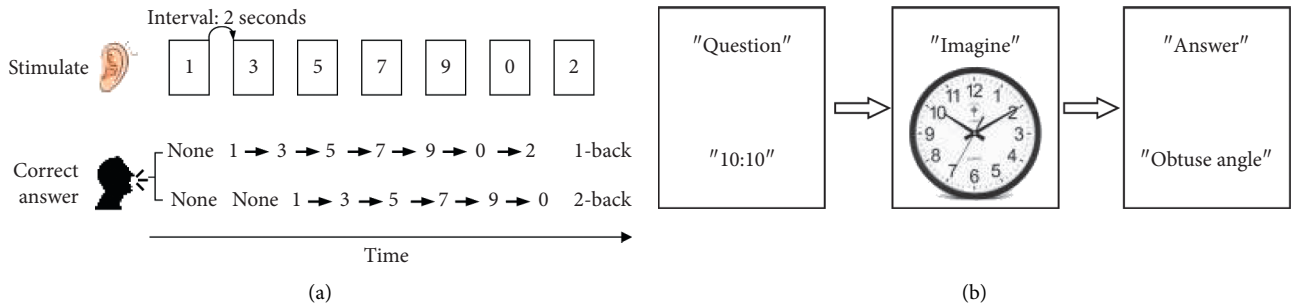 Interval: 2 seconds
Stimulate
1 3 5 7 9 0 2
Correct
answer
None 1 3 5 7 9 0 2 1-back
None None 1 3 5 7 9 0 2-back
Time
(a)
"Question" "Imagine" "Answer"
12
11 1
10 2
9 3
8 4
7 5
6
"10:10" "Obtuse angle"
(b)